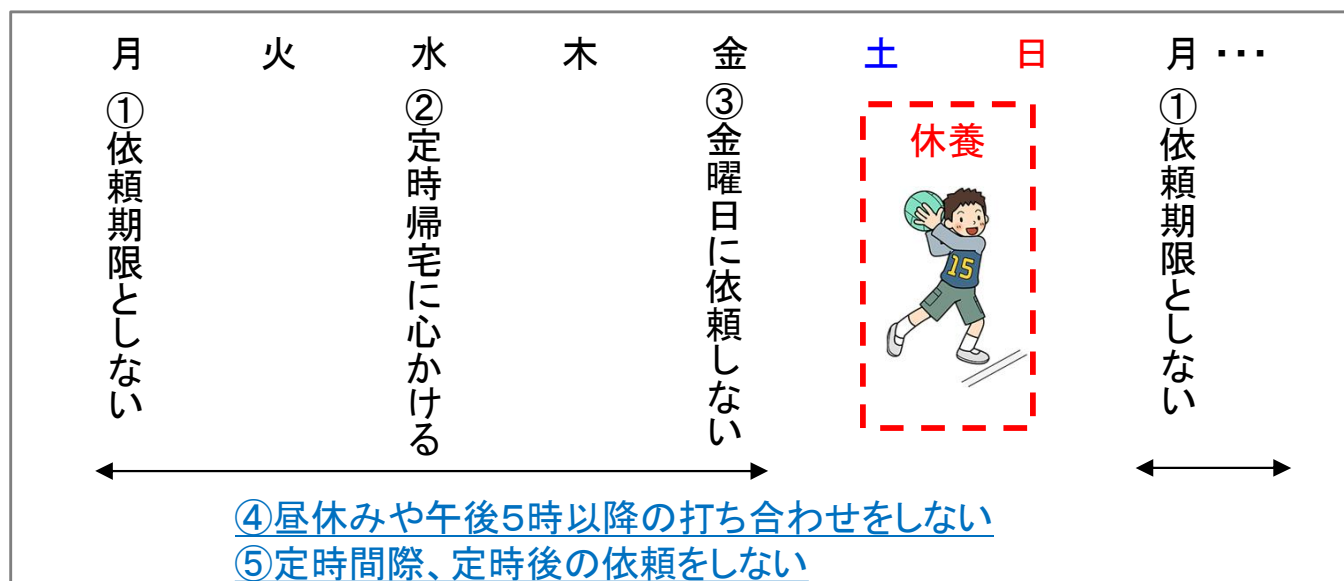 月 火 水 木 金 土 日 月・・・
①依頼期限としない
②定時帰宅に心かける
③金曜日に依頼しない
休養
15
①依頼期限としない
④昼休みや午後5時以降の打ち合わせをしない
⑤定時間際、定時後の依頼をしない